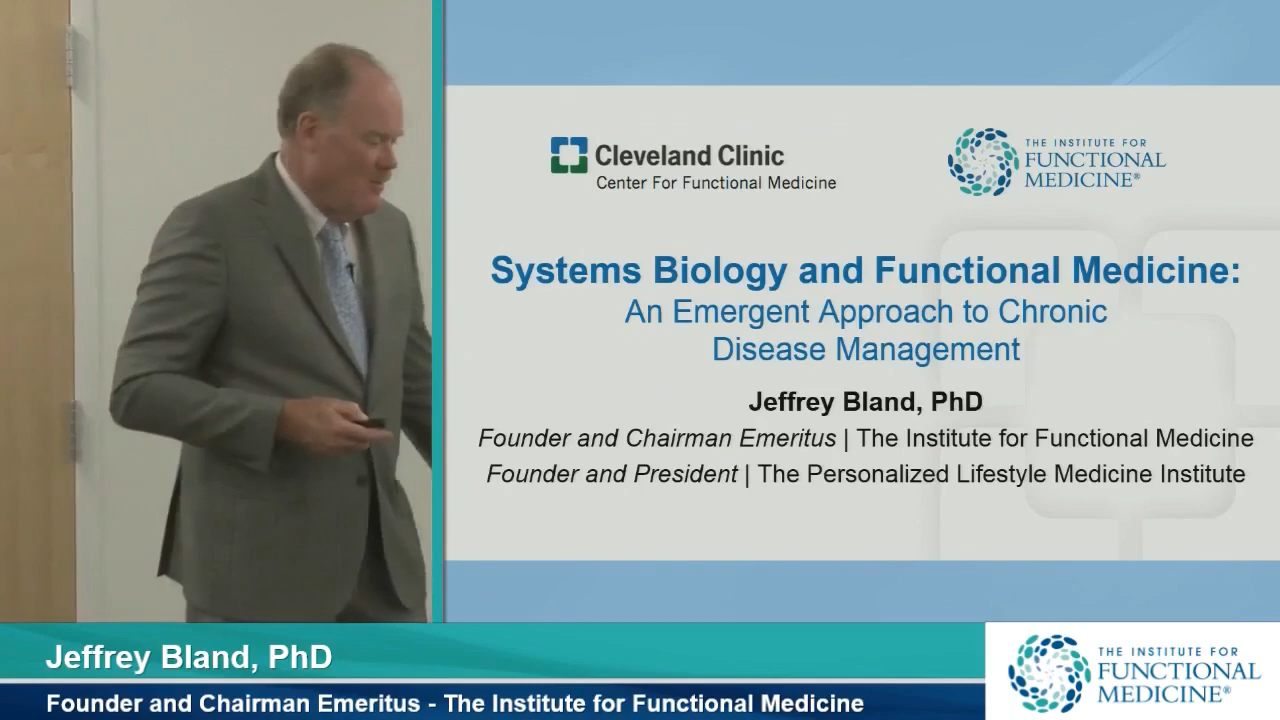 Cleveland Clinic
Center For Functional Medicine
THE INSTITUTE FOR
FUNCTIONAL
MEDICINE®
Systems Biology and Functional Medicine:
An Emergent Approach to Chronic
Disease Management
Jeffrey Bland, PhD
Founder and Chairman Emeritus | The Institute for Functional Medicine
Founder and President | The Personalized Lifestyle Medicine Institute
Jeffrey Bland, PhD
Founder and Chairman Emeritus - The Institute for Functional Medicine
THE INSTITUTE FOR
FUNCTIONAL
MEDICINE®